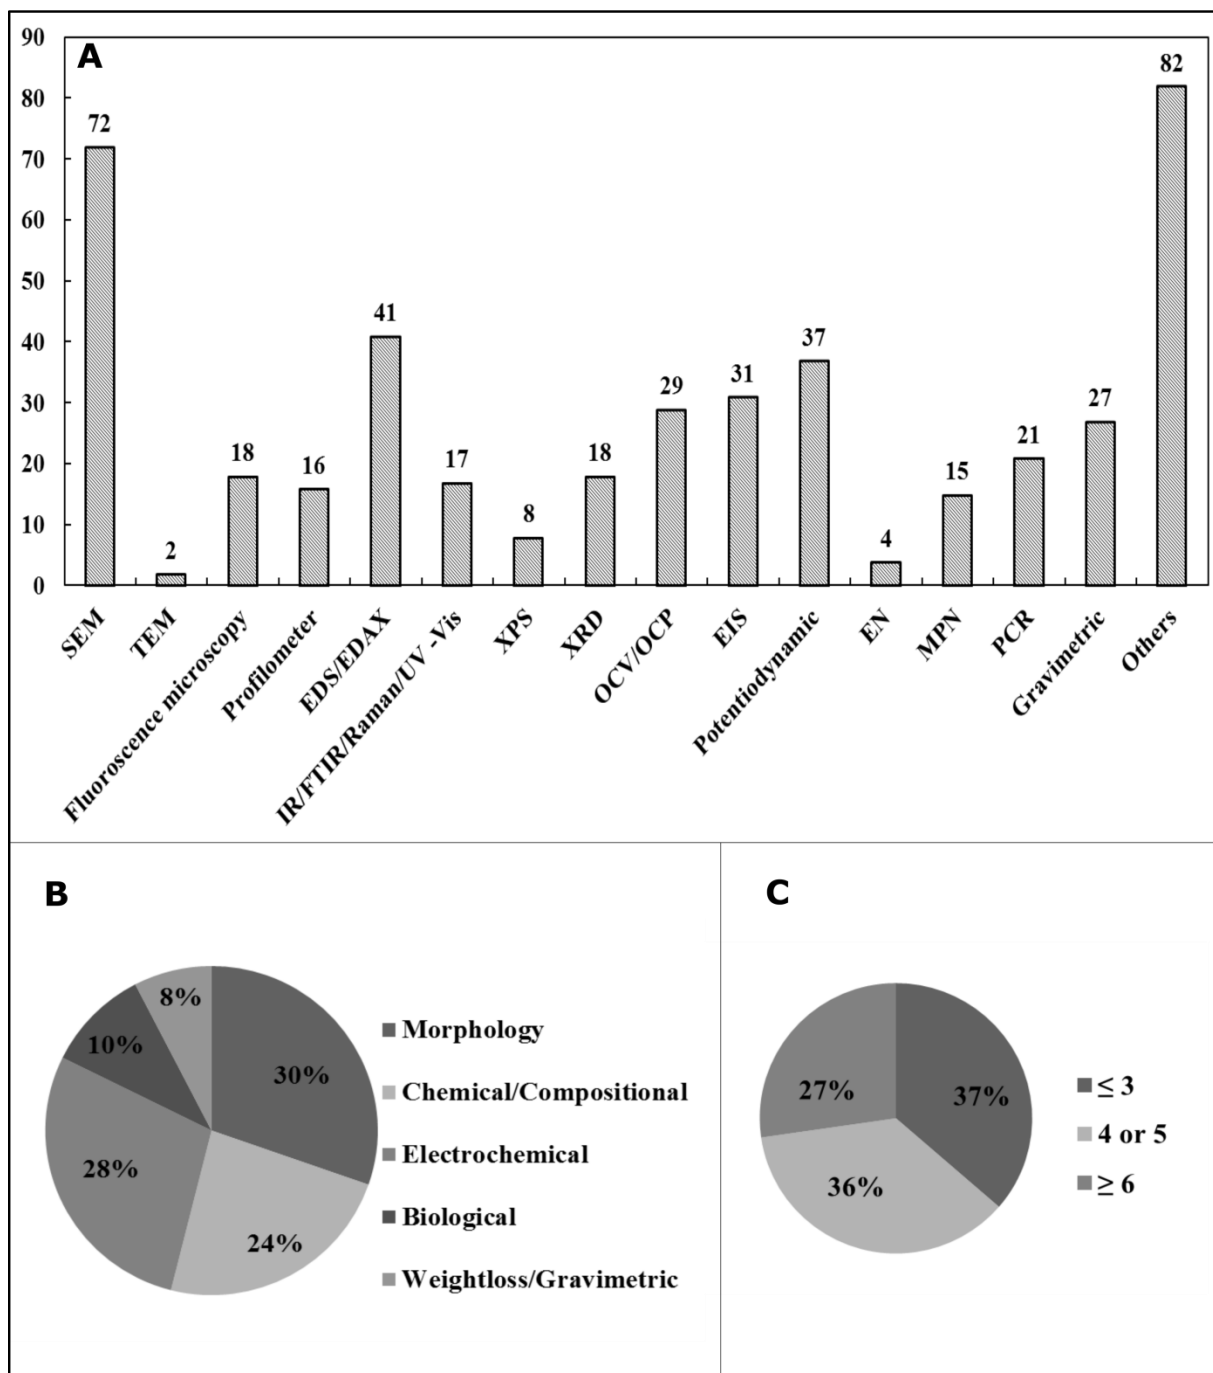 A
90
80
70
60
50
40
30
20
10
0
72
2
18
16
41
17
8
18
29
31
37
4
15
21
27
82
SEM
TEM
Fluoroscence microscopy
Profilometer
EDS/EDAX
IR/FTIR/Raman/UV -Vis
XPS
XRD
OCV/OCP
EIS
Potentiodynamic
EN
MPN
PCR
Gravimetric
Others
B
30%
24%
28%
10%
8%
Morphology
Chemical/Compositional
Electrochemical
Biological
Weightloss/Gravimetric
C
37%
36%
27%
≤ 3
4 or 5
≥ 6